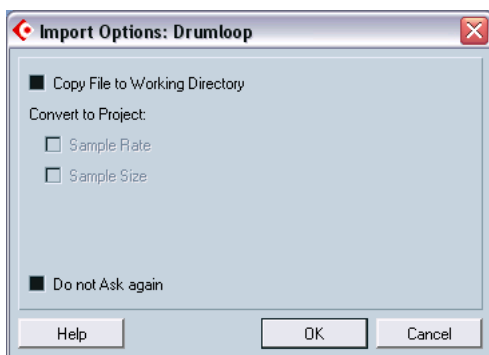 Import Options: Drumloop
Copy File to Working Directory
Convert to Project:
Sample Rate
Sample Size
Do not Ask again
Help OK Cancel